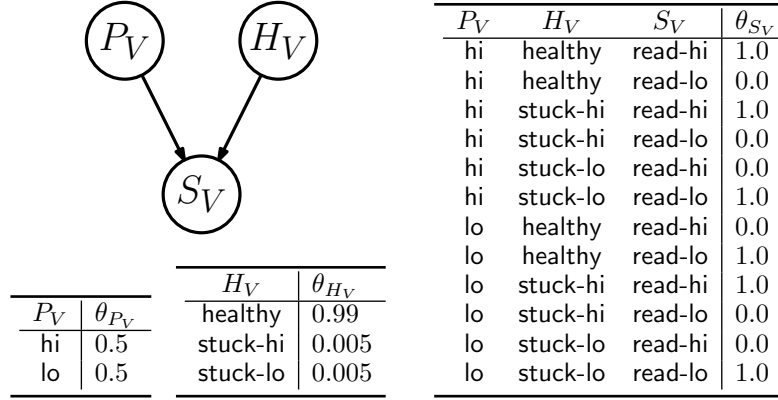 P_V H_V
S_V
P_V θ_{P_V}
hi 0.5
lo 0.5
H_V θ_{H_V}
healthy 0.99
stuck-hi 0.005
stuck-lo 0.005
P_V H_V S_V θ_{S_V}
hi healthy read-hi 1.0
hi healthy read-lo 0.0
hi stuck-hi read-hi 1.0
hi stuck-hi read-lo 0.0
hi stuck-lo read-hi 0.0
hi stuck-lo read-lo 1.0
lo healthy read-hi 0.0
lo healthy read-lo 1.0
lo stuck-hi read-hi 1.0
lo stuck-hi read-lo 0.0
lo stuck-lo read-hi 0.0
lo stuck-lo read-lo 1.0